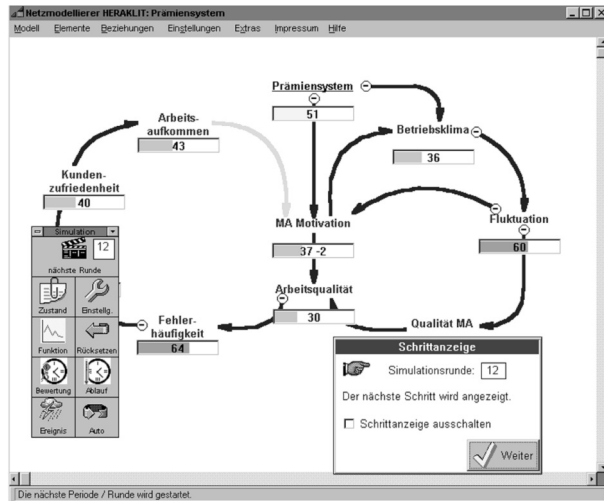 Netzmodellierer HERAKLIT: Prämiensystem
Modell Elemente Beziehungen Einstellungen Extras Impressum Hilfe
Prämiensystem
51
Arbeits-
aufkommen
43
Betriebsklima
36
Kunden-
zufriedenheit
40
MA Motivation
37 -2
Fluktuation
60
Simulation
12
nächste Runde
Zustand Einstellg.
Funktion Rücksetzen
Bewertung Ablauf
Ereignis Auto
Arbeitsqualität
30
Fehler-
häufigkeit
64
Qualität MA
Schrittanzeige
Simulationsrunde: 12
Der nächste Schritt wird angezeigt.
Schrittanzeige ausschalten
Weiter
Die nächste Periode / Runde wird gestartet.